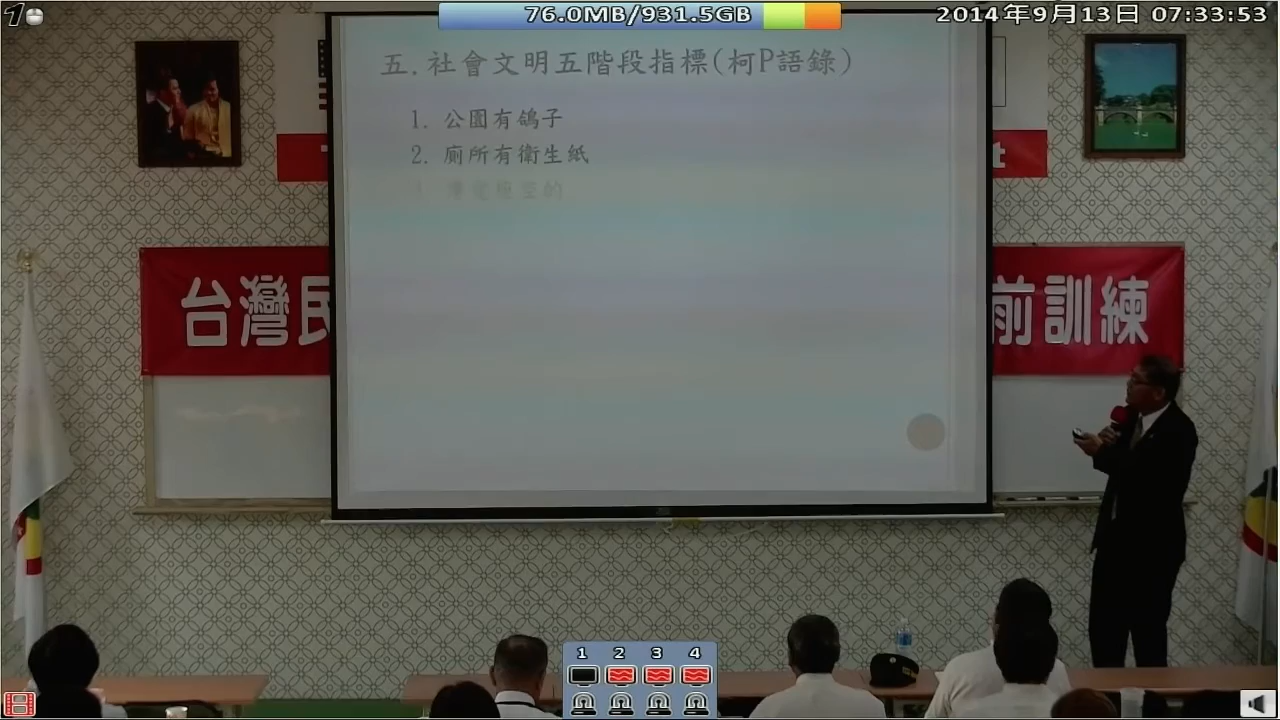 1
76.0MB/931.5GB
2014年9月13日 07:33:53
五.社會文明五階段指標(柯P語錄)
1. 公園有鴿子
2. 廁所有衛生紙
t
台灣民
前訓練
1 2 3 4